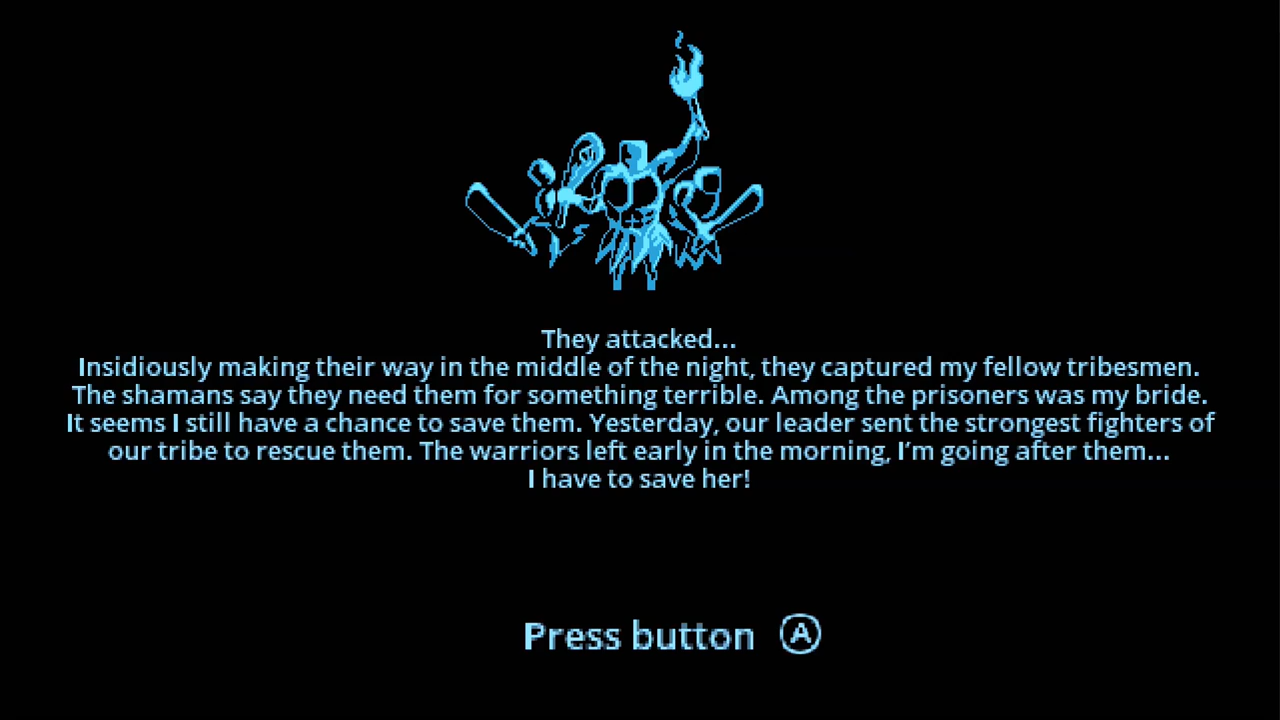 They attacked...
Insidiously making their way in the middle of the night, they captured my fellow tribesmen.
The shamans say they need them for something terrible. Among the prisoners was my bride.
It seems I still have a chance to save them. Yesterday, our leader sent the strongest fighters of
our tribe to rescue them. The warriors left early in the morning, I’m going after them...
I have to save her!
Press button A